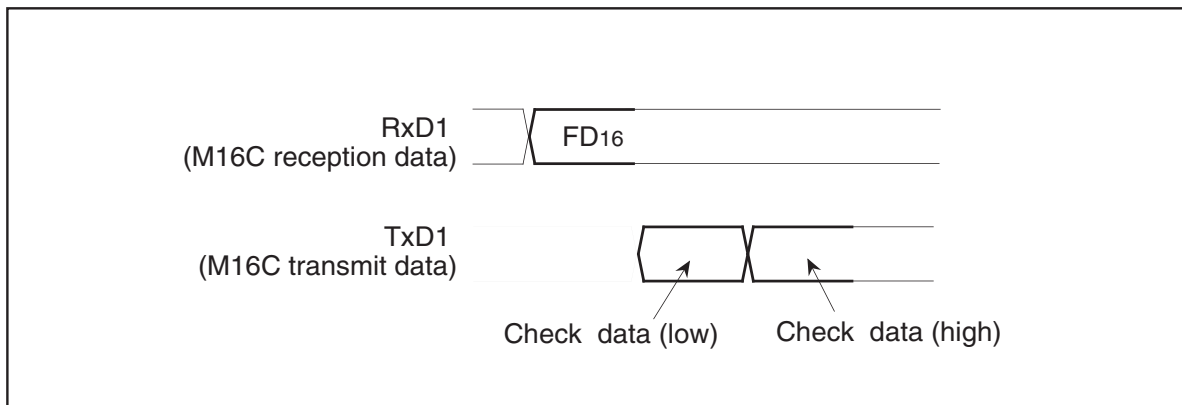 RxD1
(M16C reception data)
FD16
TxD1
(M16C transmit data)
Check data (low)
Check data (high)